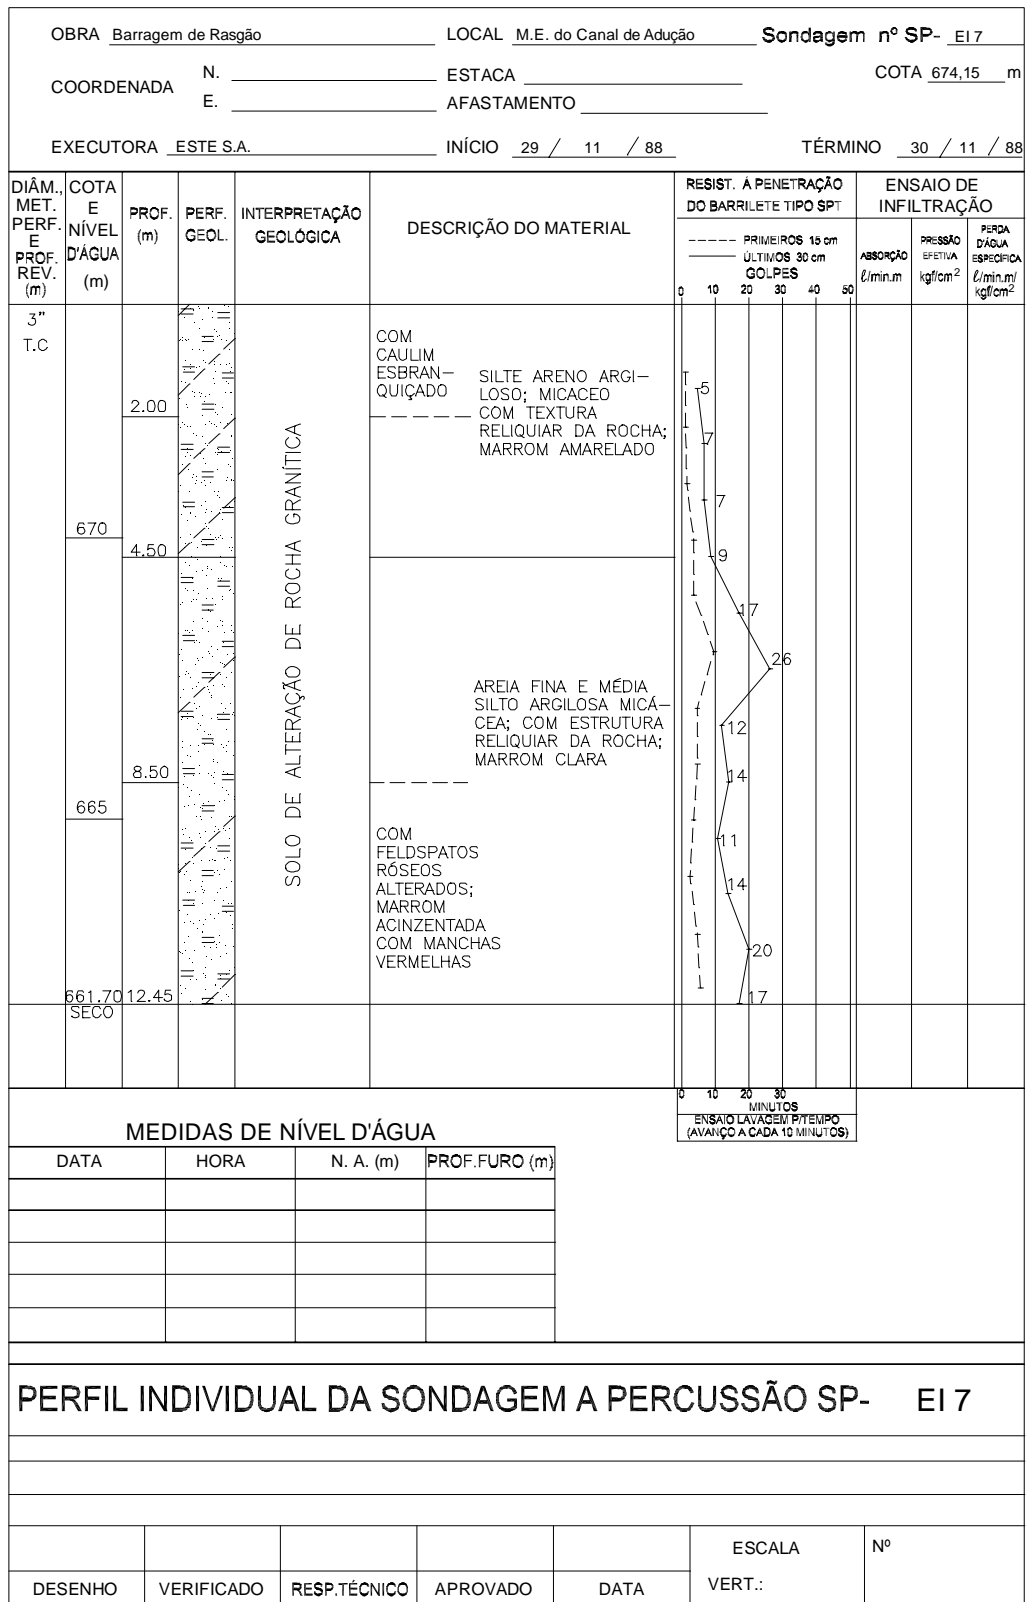 OBRA Barragem de Rasgão LOCAL M.E. do Canal de Adução Sondagem nº SP- EI 7
COORDENADA N. ESTACA COTA 674,15 m
E. AFASTAMENTO
EXECUTORA ESTE S.A. INÍCIO 29 / 11 / 88 TÉRMINO 30 / 11 / 88
DIÂM., MET. PERF. E PROF. REV. (m)
COTA E NÍVEL D'ÁGUA (m)
PROF. (m)
PERF. GEOL.
INTERPRETAÇÃO GEOLÓGICA
DESCRIÇÃO DO MATERIAL
RESIST. À PENETRAÇÃO
DO BARRILETE TIPO SPT
PRIMEIROS 15 cm
ÚLTIMOS 30 cm
GOLPES
0 10 20 30 40 50
ENSAIO DE
INFILTRAÇÃO
ABSORÇÃO
ℓ/min.m
PRESSÃO
EFETIVA
kgf/cm2
PERDA
D'ÁGUA
ESPECÍFICA
ℓ/min.m/
kgf/cm2
3"
T.C
COM
CAULIM
ESBRAN-
QUIÇADO
SILTE ARENO ARGI-
LOSO; MICACEO
COM TEXTURA
RELIQUIAR DA ROCHA;
MARROM AMARELADO
2.00
670
4.50
SOLO DE ALTERAÇÃO DE ROCHA GRANÍTICA
AREIA FINA E MÉDIA
SILTO ARGILOSA MICÁ-
CEA; COM ESTRUTURA
RELIQUIAR DA ROCHA;
MARROM CLARA
8.50
665
COM
FELDSPATOS
RÓSEOS
ALTERADOS;
MARROM
ACINZENTADA
COM MANCHAS
VERMELHAS
661.70 12.45
SECO
5
7
7
9
17
26
12
14
11
14
20
17
0 10 20 30
MINUTOS
ENSAIO LAVAGEM P/TEMPO
(AVANÇO A CADA 10 MINUTOS)
MEDIDAS DE NÍVEL D'ÁGUA
DATA HORA N. A. (m) PROF.FURO (m)
PERFIL INDIVIDUAL DA SONDAGEM A PERCUSSÃO SP- EI 7
ESCALA Nº
DESENHO VERIFICADO RESP.TÉCNICO APROVADO DATA VERT.: